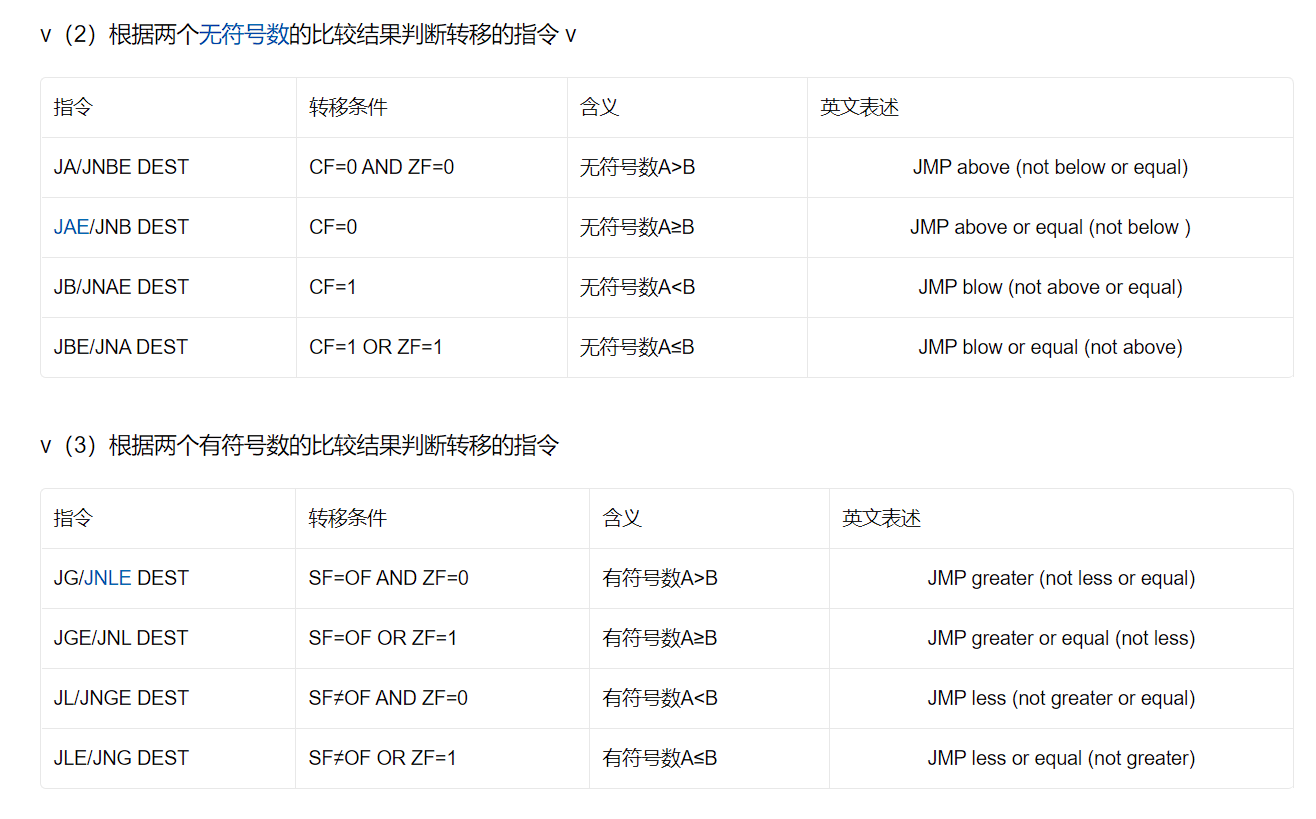 v（2）根据两个无符号数的比较结果判断转移的指令 v
指令 转移条件 含义 英文表述
JA/JNBE DEST CF=0 AND ZF=0 无符号数A>B JMP above (not below or equal)
JAE/JNB DEST CF=0 无符号数A≥B JMP above or equal (not below )
JB/JNAE DEST CF=1 无符号数A<B JMP blow (not above or equal)
JBE/JNA DEST CF=1 OR ZF=1 无符号数A≤B JMP blow or equal (not above)
v（3）根据两个有符号数的比较结果判断转移的指令
指令 转移条件 含义 英文表述
JG/JNLE DEST SF=OF AND ZF=0 有符号数A>B JMP greater (not less or equal)
JGE/JNL DEST SF=OF OR ZF=1 有符号数A≥B JMP greater or equal (not less)
JL/JNGE DEST SF≠OF AND ZF=0 有符号数A<B JMP less (not greater or equal)
JLE/JNG DEST SF≠OF OR ZF=1 有符号数A≤B JMP less or equal (not greater)